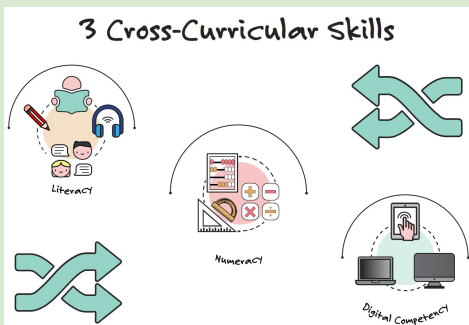 3 Cross-Curricular Skills
Literacy
Numeracy
Digital Competency